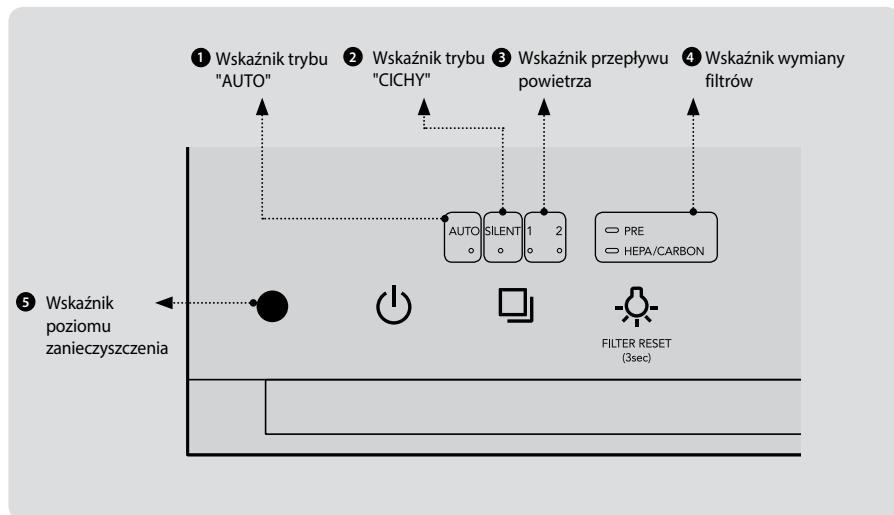 1 Wskaźnik trybu
"AUTO"
2 Wskaźnik trybu
"CICHY"
3 Wskaźnik przepływu
powietrza
4 Wskaźnik wymiany
filtrów
AUTO SILENT 1 2
PRE
HEPA/CARBON
5 Wskaźnik
poziomu
zanieczyszczenia
FILTER RESET
(3sec)